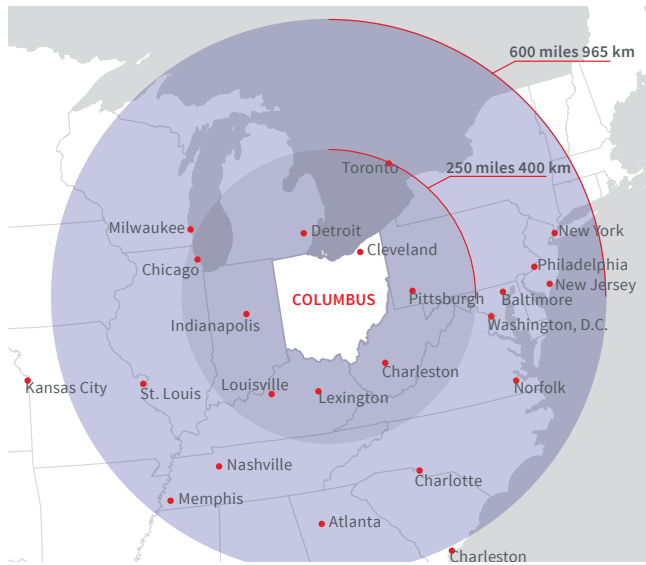 600 miles 965 km
Toronto
250 miles 400 km
Milwaukee
Detroit
New York
Cleveland
Chicago
Philadelphia
New Jersey
COLUMBUS
Pittsburgh
Baltimore
Indianapolis
Washington, D.C.
Charleston
Kansas City
St. Louis
Louisville
Lexington
Norfolk
Nashville
Charlotte
Memphis
Atlanta
Charleston